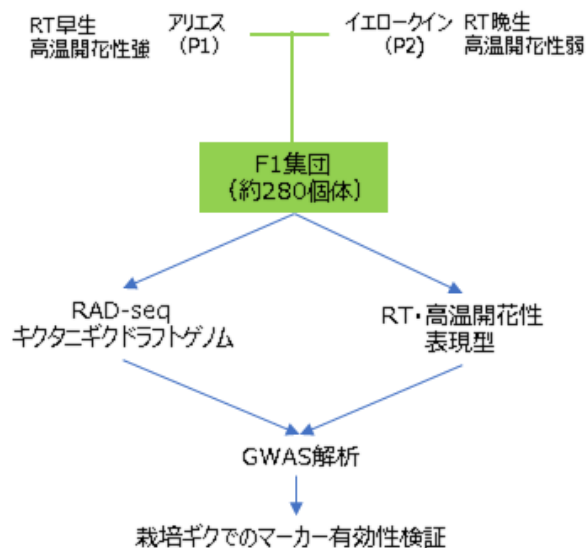 RT早生
高温開花性強
アリエス
(P1)
イエロークイン
(P2)
RT晩生
高温開花性弱
F1集団
(約280個体)
RAD-seq
キクタニギクドラフトゲノム
RT・高温開花性
表現型
GWAS解析
栽培ギクでのマーカー有効性検証